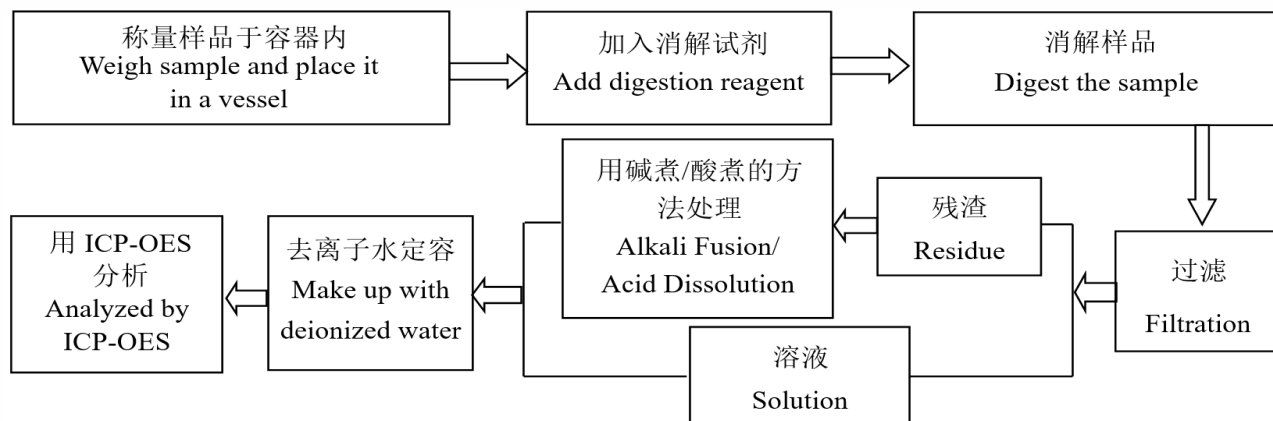 称量样品于容器内
Weigh sample and place it
in a vessel
加入消解试剂
Add digestion reagent
消解样品
Digest the sample
过滤
Filtration
残渣
Residue
用碱煮/酸煮的方
法处理
Alkali Fusion/
Acid Dissolution
溶液
Solution
去离子水定容
Make up with
deionized water
用 ICP-OES
分析
Analyzed by
ICP-OES